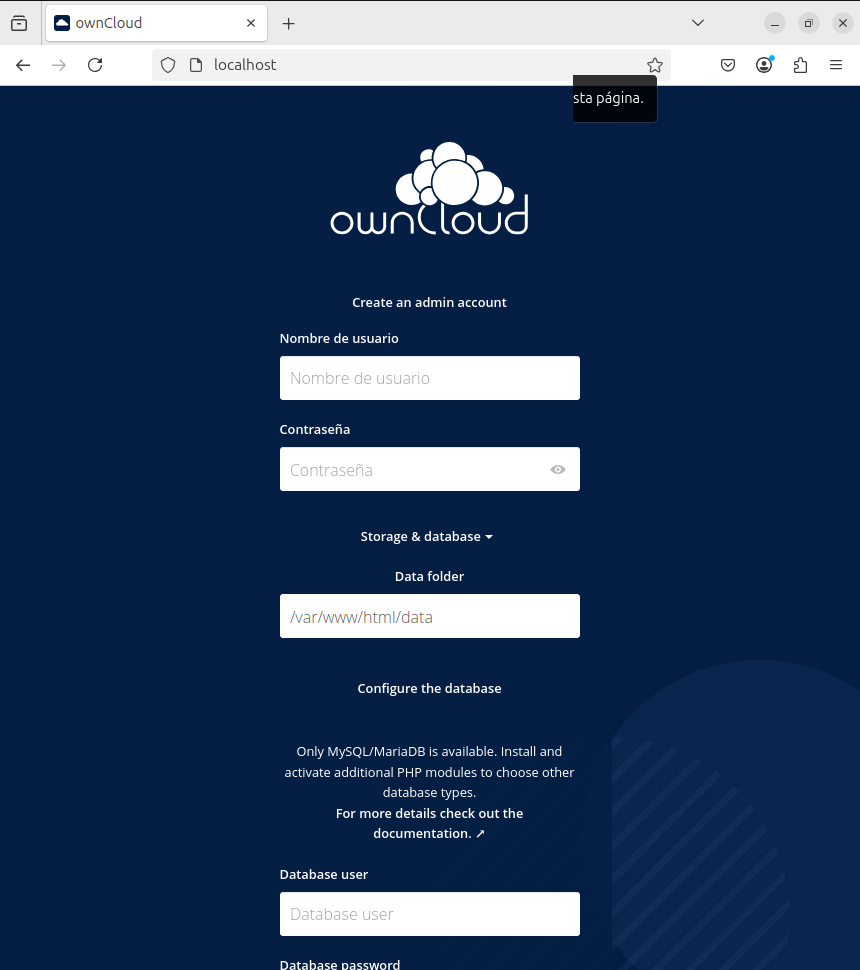 ownCloud
localhost
sta página.
ownCloud
Create an admin account
Nombre de usuario
Nombre de usuario
Contraseña
Contraseña
Storage & database
Data folder
/var/www/html/data
Configure the database
Only MySQL/MariaDB is available. Install and
activate additional PHP modules to choose other
database types.
For more details check out the
documentation. ↗
Database user
Database user
Database password